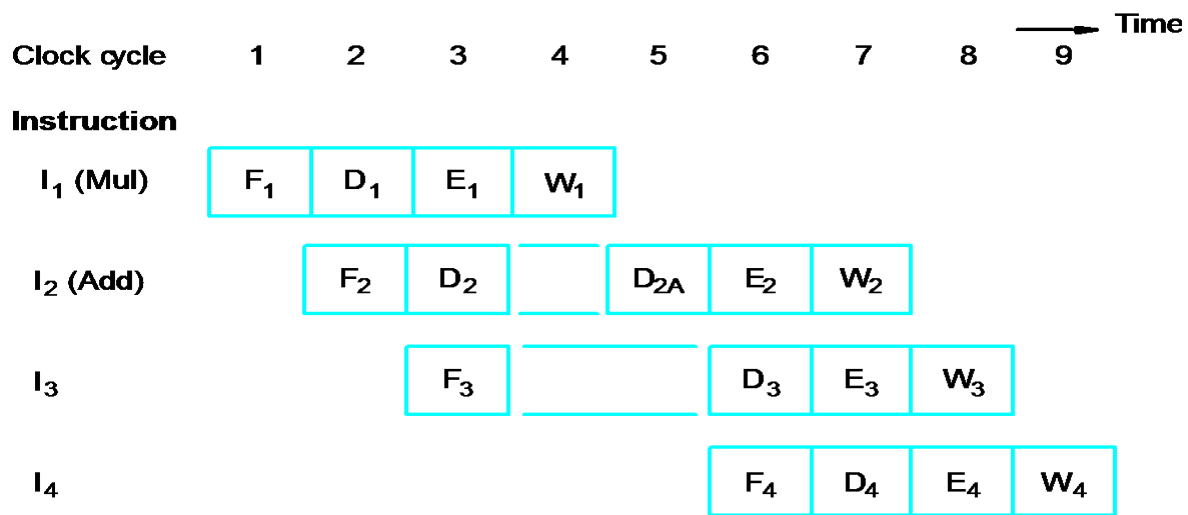 Time
Clock cycle 1 2 3 4 5 6 7 8 9
Instruction
I1 (Mul) F1 D1 E1 W1
I2 (Add) F2 D2 D2A E2 W2
I3 F3 D3 E3 W3
I4 F4 D4 E4 W4